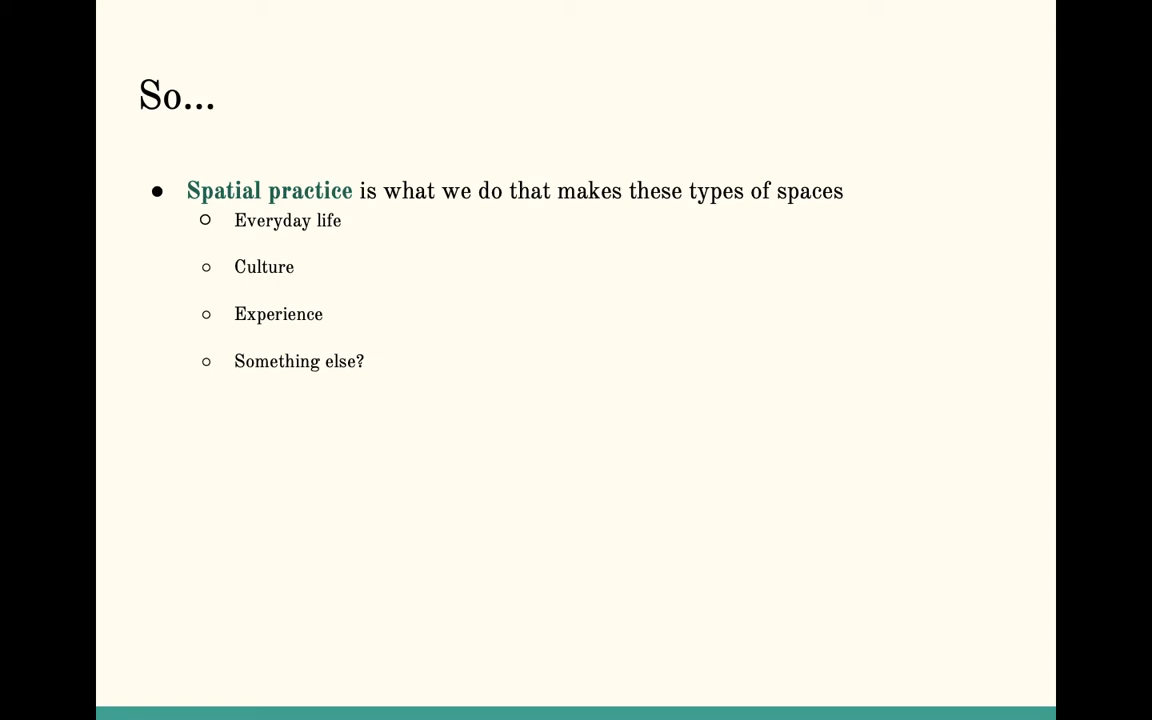 So...
● Spatial practice is what we do that makes these types of spaces
○ Everyday life
○ Culture
○ Experience
○ Something else?